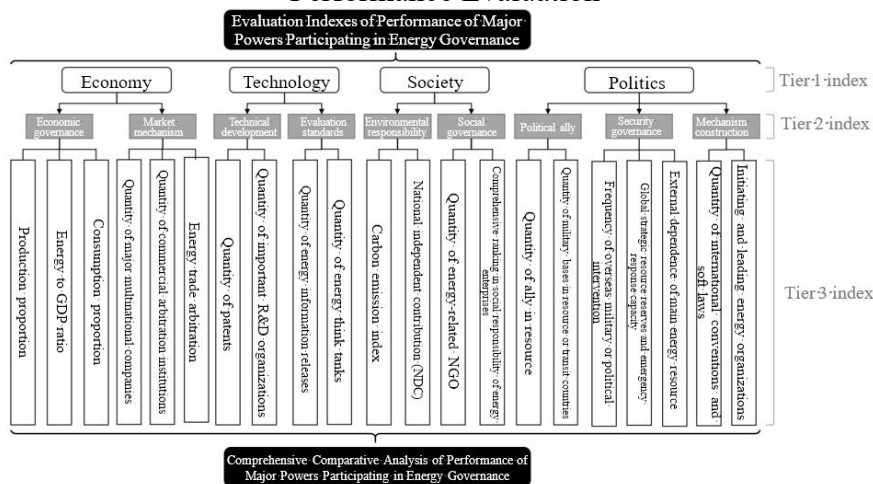 Performance Evaluation
Evaluation Indexes of Performance of Major
Powers Participating in Energy Governance
Economy
Technology
Society
Politics
Tier 1 index
Economic
governance
Market
mechanism
Technical
development
Evaluation
standards
Environmental
responsibility
Social
governance
Political ally
Security
governance
Mechanism
construction
Tier 2 index
Production proportion
Energy to GDP ratio
Consumption proportion
Quantity of major multinational companies
Quantity of commercial arbitration institutions
Energy trade arbitration
Quantity of patents
Quantity of important R&D organizations
Quantity of energy information releases
Quantity of energy think tanks
Carbon emission index
National independent contribution (NDC)
Quantity of energy-related NGO
Comprehensive ranking in social responsibility of energy
enterprises
Quantity of ally in resource
Quantity of military bases in resource or transit countries
Frequency of overseas military or political
intervention
Global strategic resource reserves and emergency
response capacity
External dependence of main energy resource
Quantity of international conventions and
soft laws
Initiating and leading energy organizations
Tier 3 index
Comprehensive Comparative Analysis of Performance of
Major Powers Participating in Energy Governance